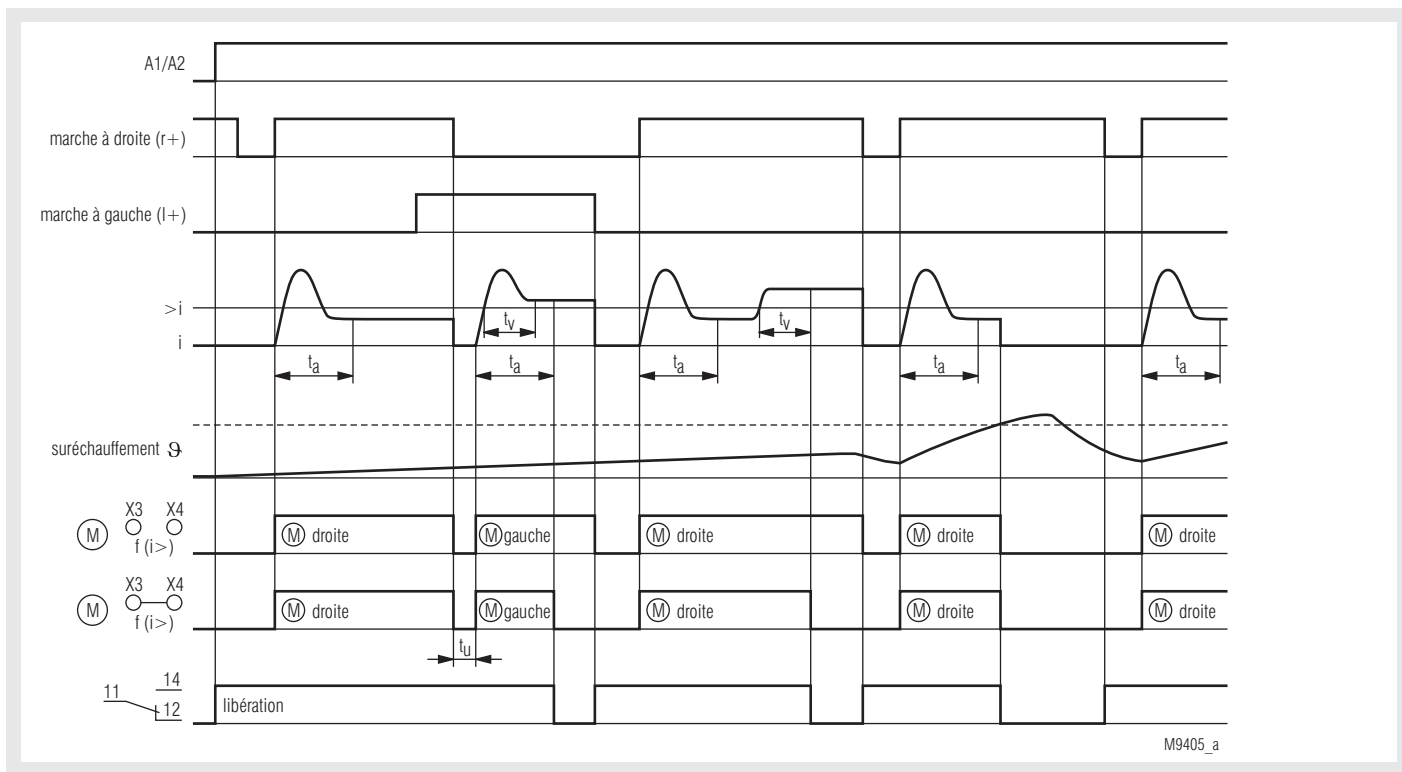 A1/A2
marche à droite (r+)
marche à gauche (l+)
>i
i
tv
tv
ta
ta
ta
ta
ta
suréchauffement ϑ
X3 X4
M f (i>)
M droite
M gauche
M droite
M droite
M droite
X3 X4
M f (i>)
M droite
M gauche
M droite
M droite
M droite
tu
11
14
12
libération
M9405_a